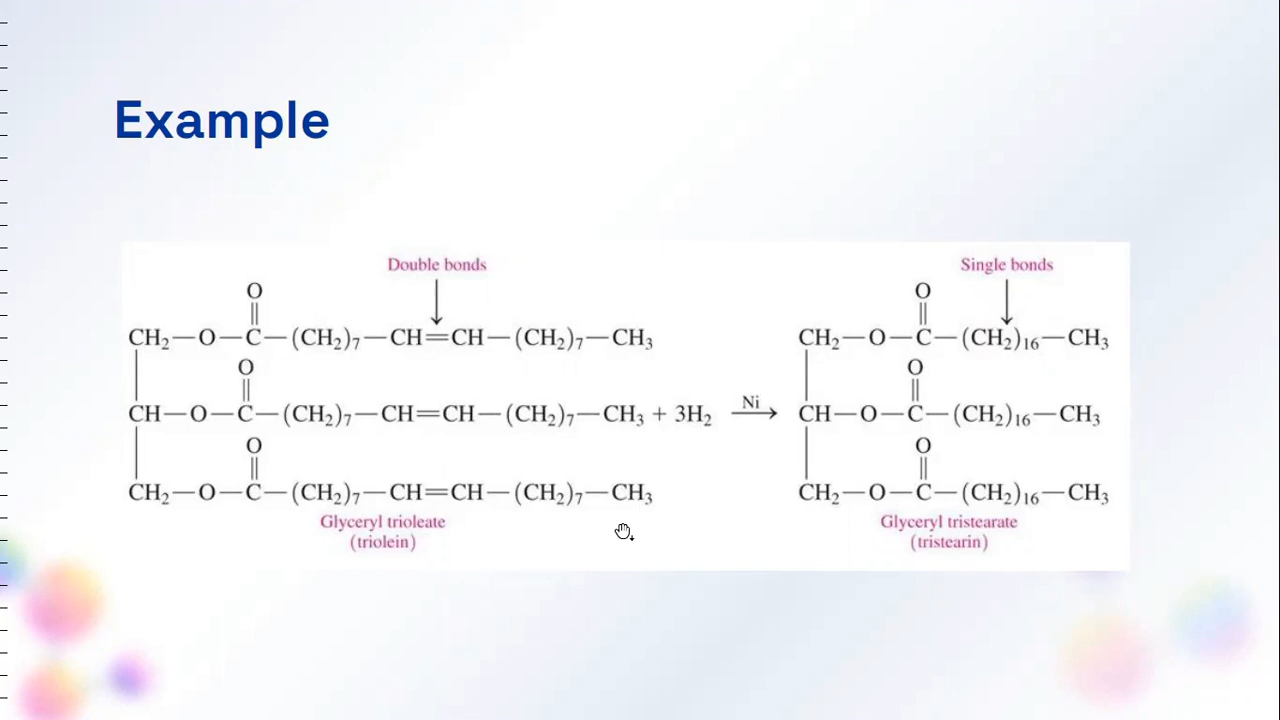 Example
Double bonds
Single bonds
O
O
CH₂—O—C—(CH₂)₇—CH=CH—(CH₂)₇—CH₃
CH₂—O—C—(CH₂)₁₆—CH₃
O
O
CH—O—C—(CH₂)₇—CH=CH—(CH₂)₇—CH₃ + 3H₂ Ni → CH—O—C—(CH₂)₁₆—CH₃
O
O
CH₂—O—C—(CH₂)₇—CH=CH—(CH₂)₇—CH₃
CH₂—O—C—(CH₂)₁₆—CH₃
Glyceryl trioleate
(triolein)
Glyceryl tristearate
(tristearin)